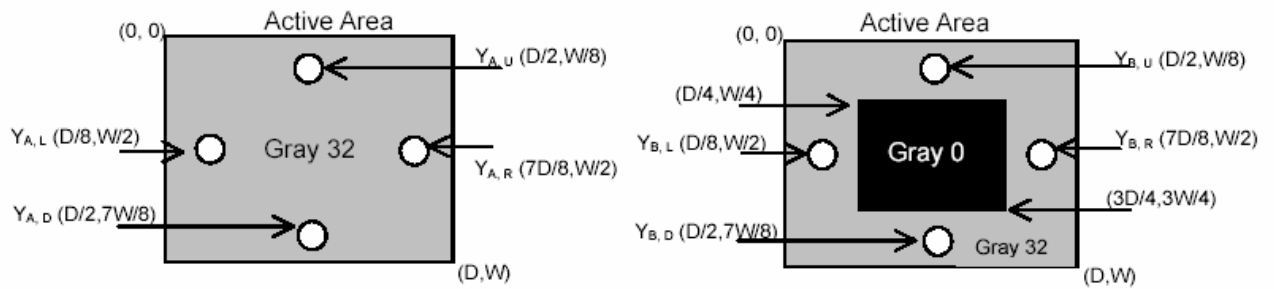 Active Area
(0, 0)
YA, U (D/2,W/8)
YA, L (D/8,W/2)
Gray 32
YA, R (7D/8,W/2)
YA, D (D/2,7W/8)
(D,W)
Active Area
(0, 0)
YB, U (D/2,W/8)
(D/4,W/4)
YB, L (D/8,W/2)
Gray 0
YB, R (7D/8,W/2)
(3D/4,3W/4)
YB, D (D/2,7W/8)
Gray 32
(D,W)